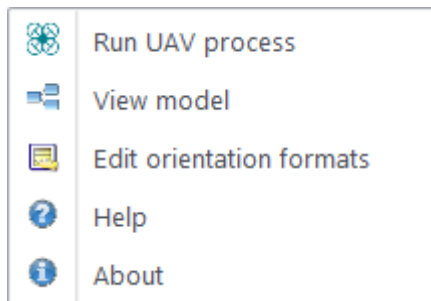 Run UAV process
View model
Edit orientation formats
Help
About